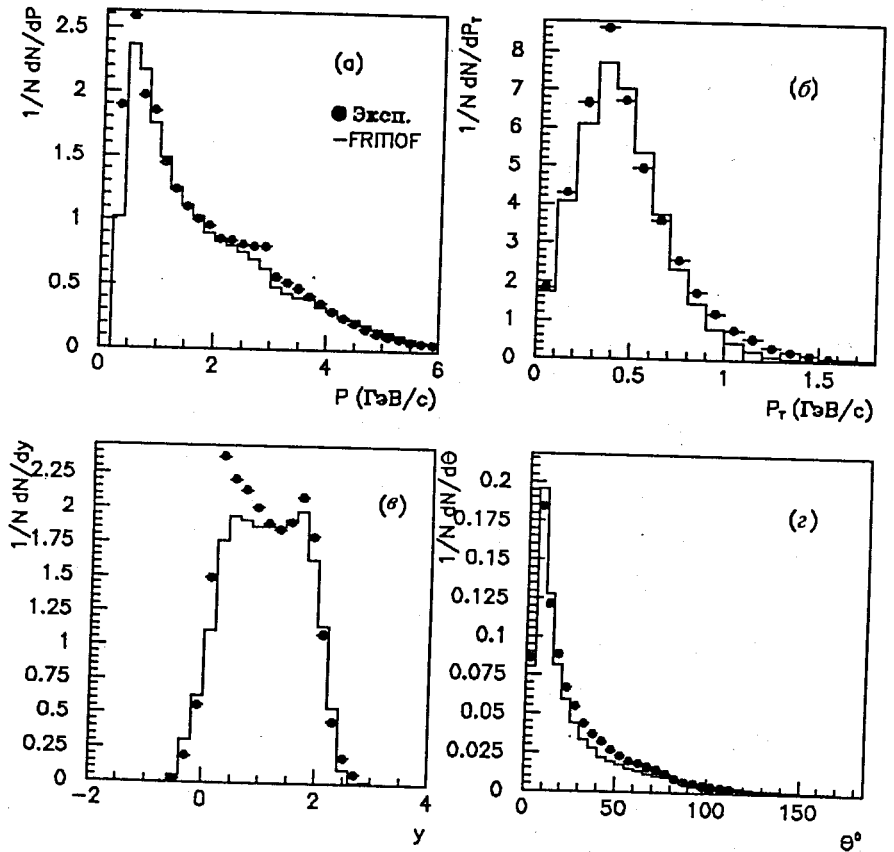 1/N dN/dP
2.5
2
1.5
1
0.5
0
(а)
Эксп.
FRITIOF
0 2 4 6
P (ГэВ/с)
1/N dN/dP_T
8
7
6
5
4
3
2
1
0
(б)
0 0.5 1 1.5
P_T (ГэВ/с)
1/N dN/dy
2.25
2
1.75
1.5
1.25
1
0.75
0.5
0.25
0
(в)
-2 0 2 4
y
1/N dN/dΘ
0.2
0.175
0.15
0.125
0.1
0.075
0.05
0.025
0
(г)
0 50 100 150
Θ°